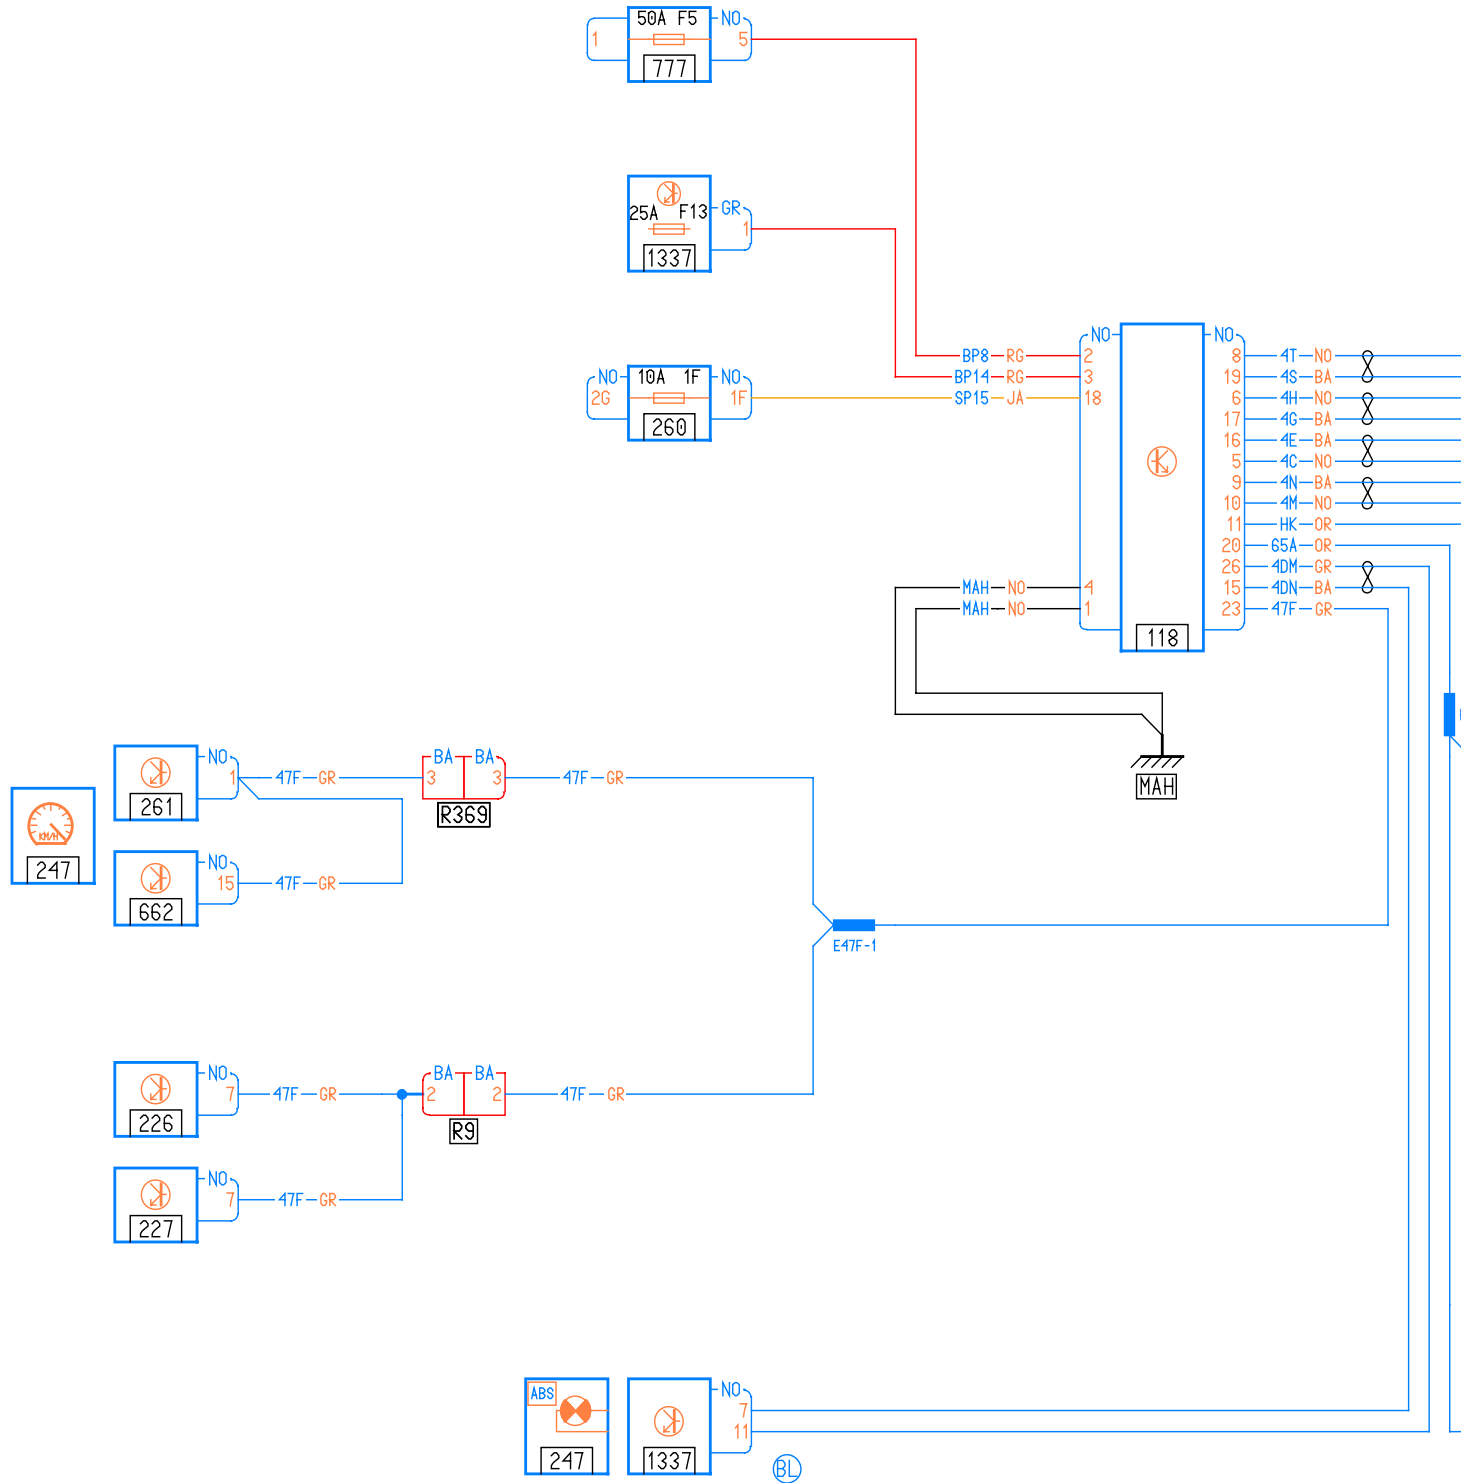 50A F5 NO
1 5
777
25A F13 GR
1
1337
NO 10A 1F NO
2G 1F
260
NO NO
BP8 RG 2 8 4T NO
BP14 RG 3 19 4S BA
SP15 JA 18 6 4H NO
17 4G BA
16 4E BA
5 4C NO
9 4N BA
10 4M NO
11 HK OR
20 65A OR
26 4DM GR
MAH NO 4 15 4DN BA
MAH NO 1 23 47F GR
118
MAH
NO BA BA
1 47F GR 3 3 47F GR
261
R369
KM/H
247
NO
15 47F GR
662
E47F-1
NO BA BA
7 47F GR 2 2 47F GR
226
R9
NO
7 47F GR
227
ABS NO
7
11
247 1337
BL